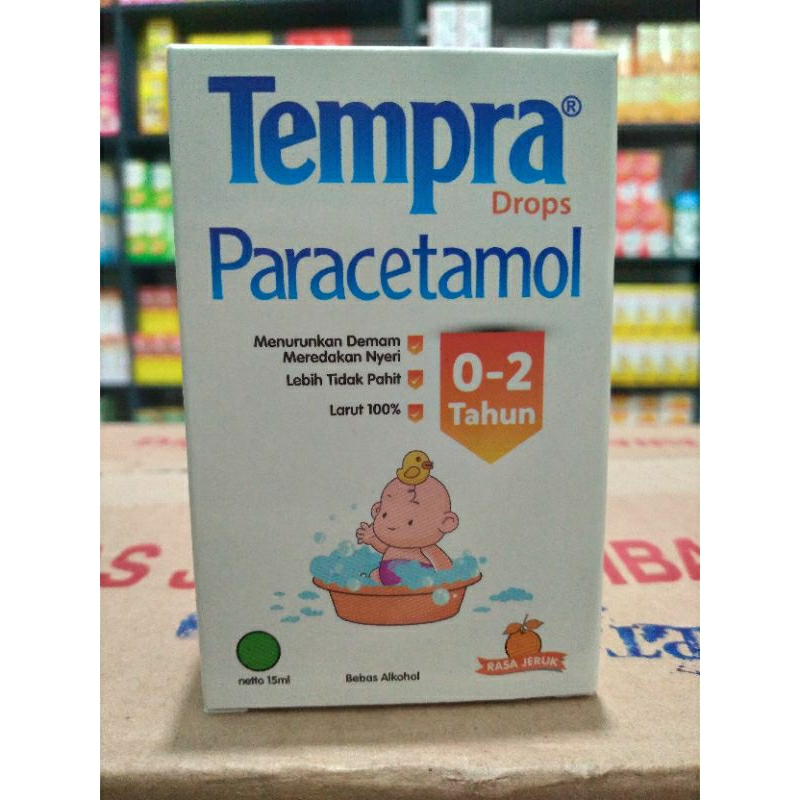 Tempra®
Drops
Paracetamol
Menurunkan Demam
Meredakan Nyeri
Lebih Tidak Pahit
Larut 100%
0-2
Tahun
netto 15ml
Bebas Alkohol
RASA JERUK